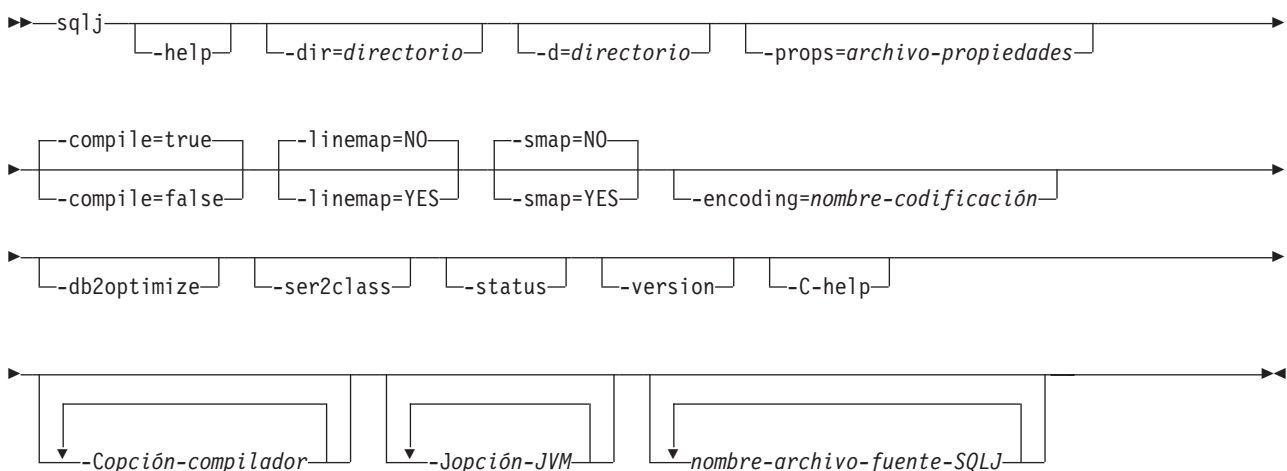 sqlj
-help -dir=directorio -d=directorio -props=archivo-propiedades
-compile=true -linemap=NO -smap=NO
-compile=false -linemap=YES -smap=YES -encoding=nombre-codificación
-db2optimize -ser2class -status -version -C-help
-Copción-compilador -Jopción-JVM nombre-archivo-fuente-SQLJ